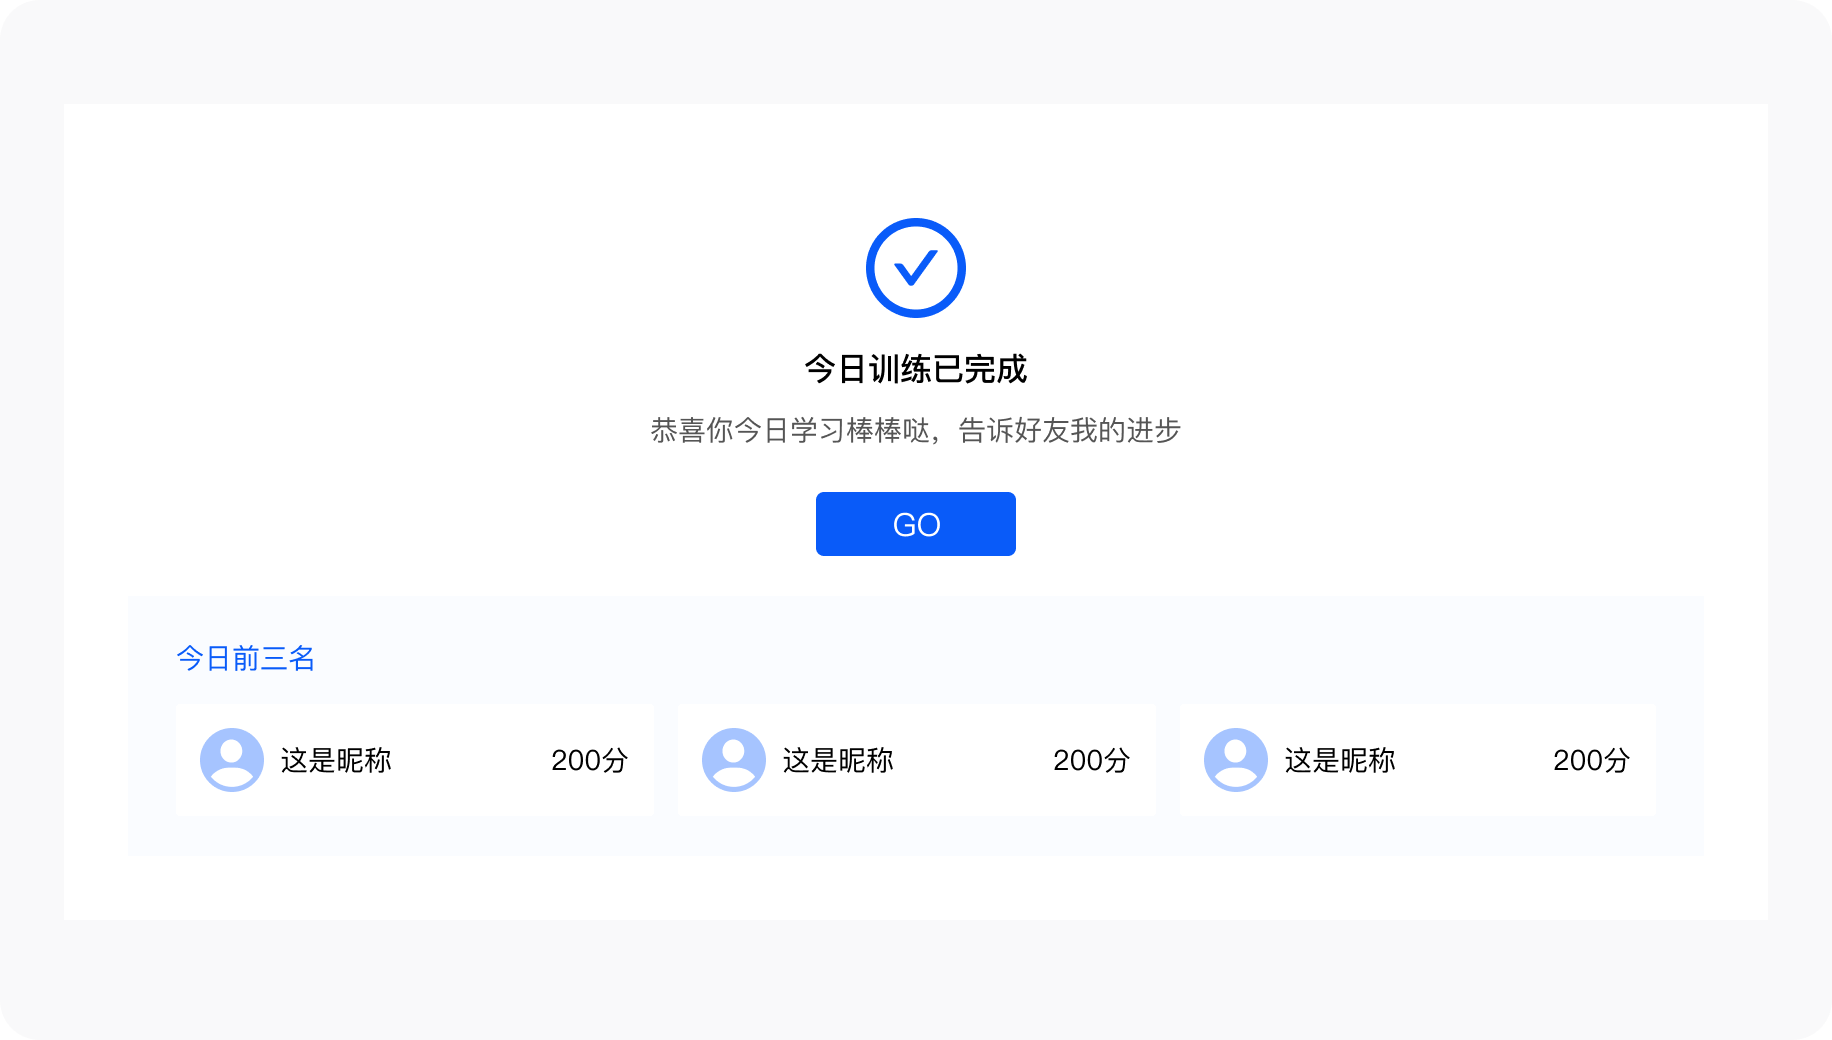 今日训练已完成
恭喜你今日学习棒棒哒，告诉好友我的进步
GO
今日前三名
这是昵称 200分 这是昵称 200分 这是昵称 200分